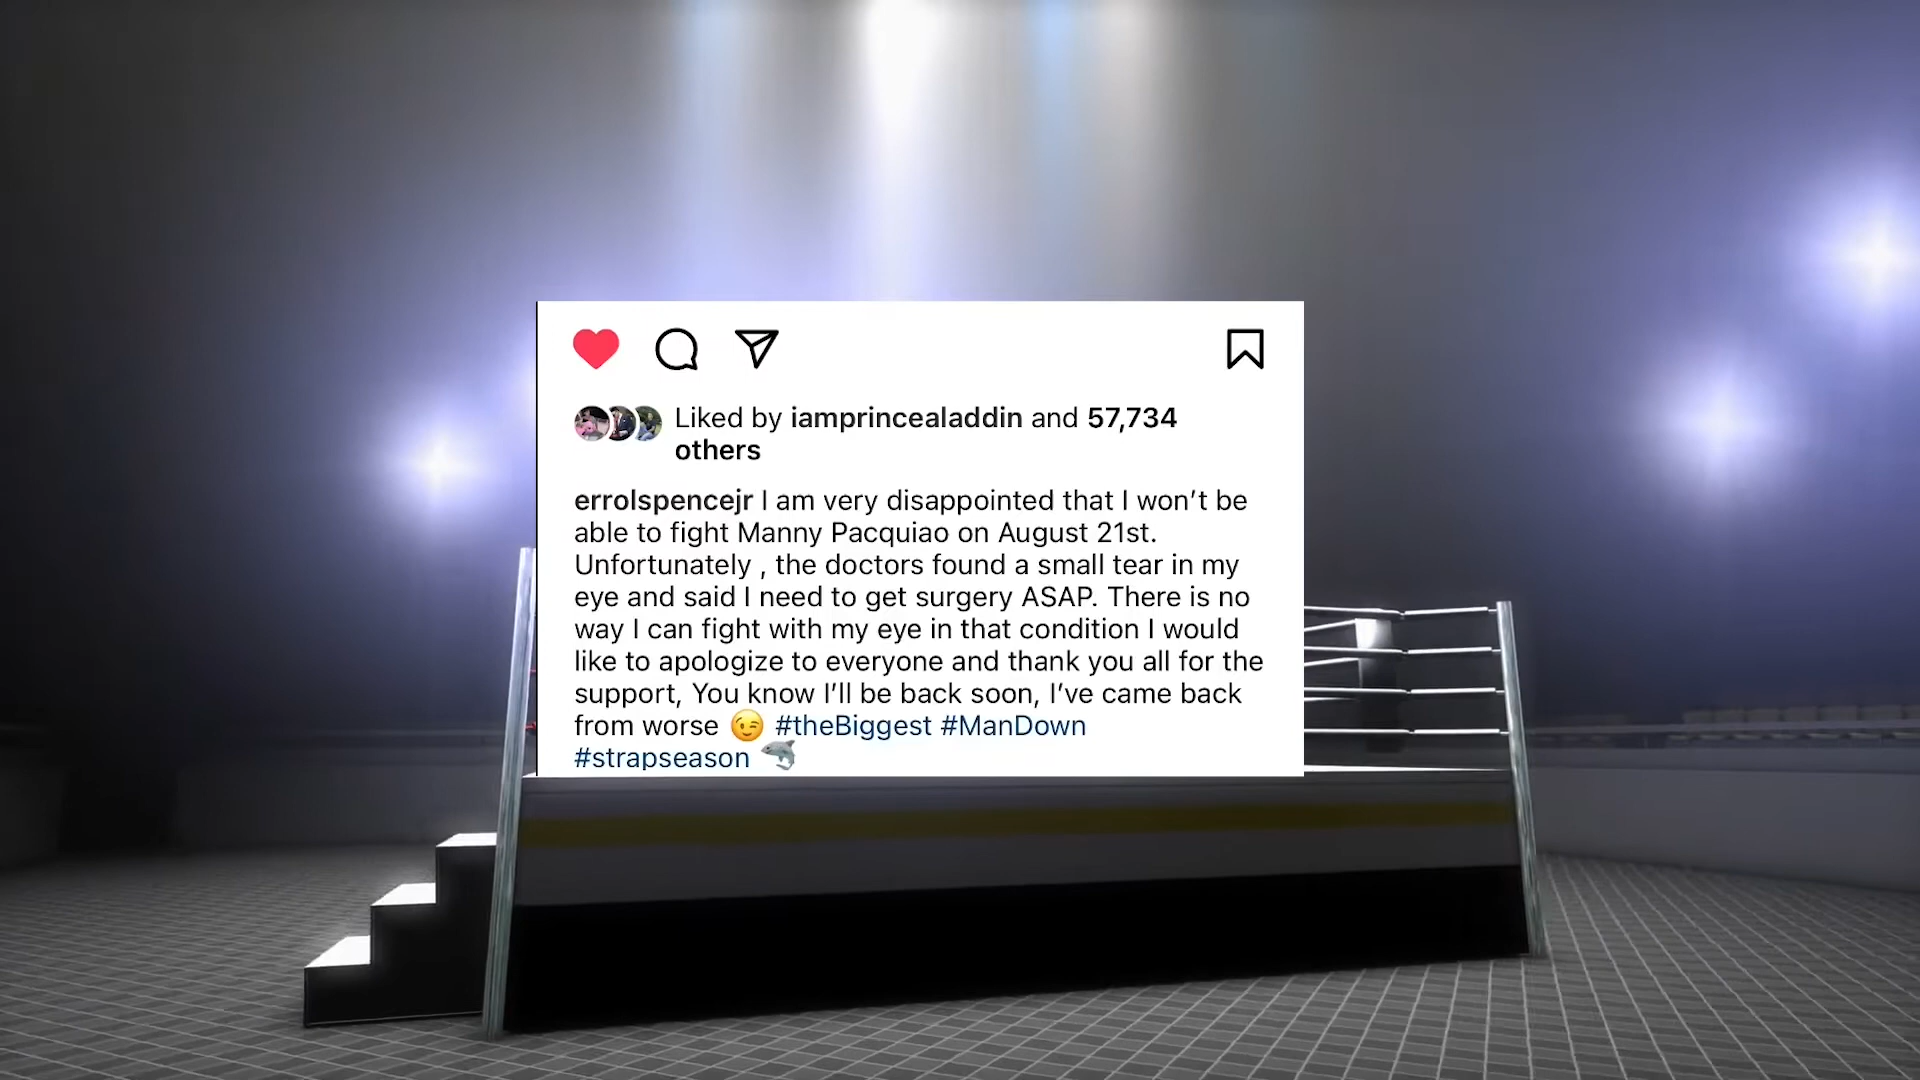 Liked by iamprincealaddin and 57,734
others
errolspencejr I am very disappointed that I won’t be
able to fight Manny Pacquiao on August 21st.
Unfortunately , the doctors found a small tear in my
eye and said I need to get surgery ASAP. There is no
way I can fight with my eye in that condition I would
like to apologize to everyone and thank you all for the
support, You know I’ll be back soon, I’ve came back
from worse 😉 #theBiggest #ManDown
#strapseason 🦈